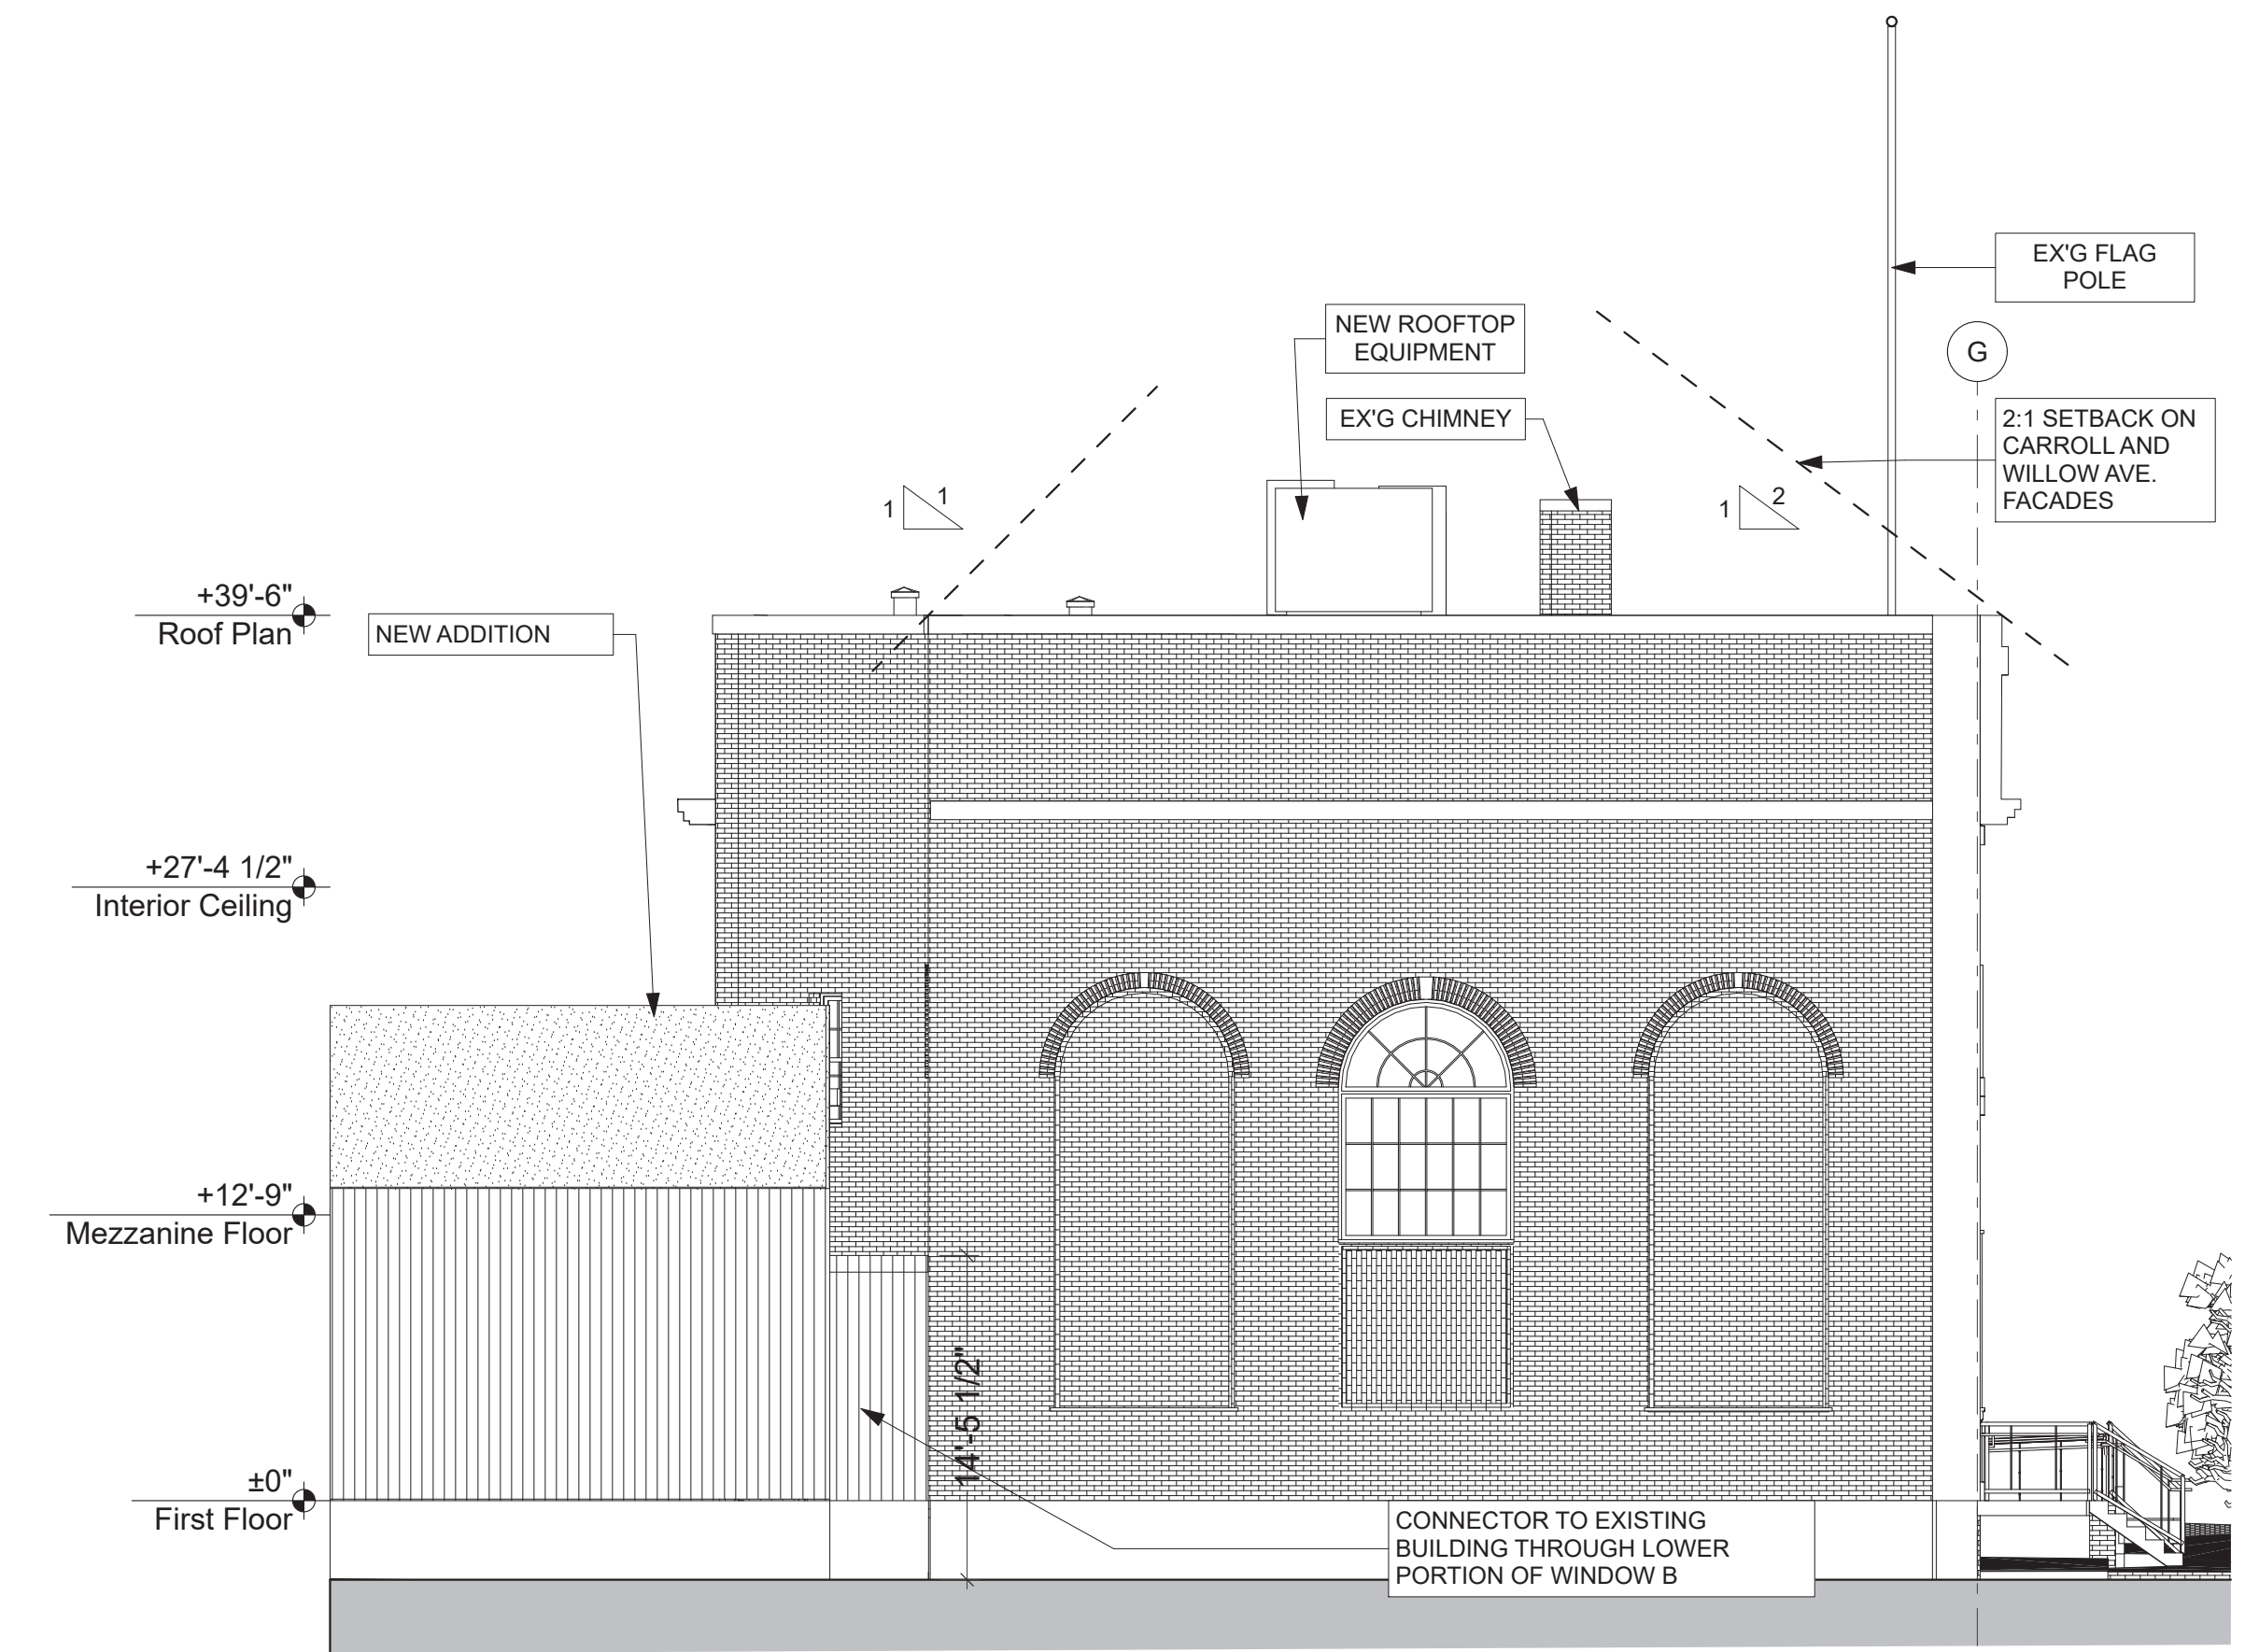 EX'G FLAG
POLE
NEW ROOFTOP
EQUIPMENT
G
EX'G CHIMNEY
2:1 SETBACK ON
CARROLL AND
WILLOW AVE.
FACADES
1
1
1
2
+39'-6"
Roof Plan
NEW ADDITION
+27'-4 1/2"
Interior Ceiling
+12'-9"
Mezzanine Floor
14'-5 1/2"
±0"
First Floor
CONNECTOR TO EXISTING
BUILDING THROUGH LOWER
PORTION OF WINDOW B